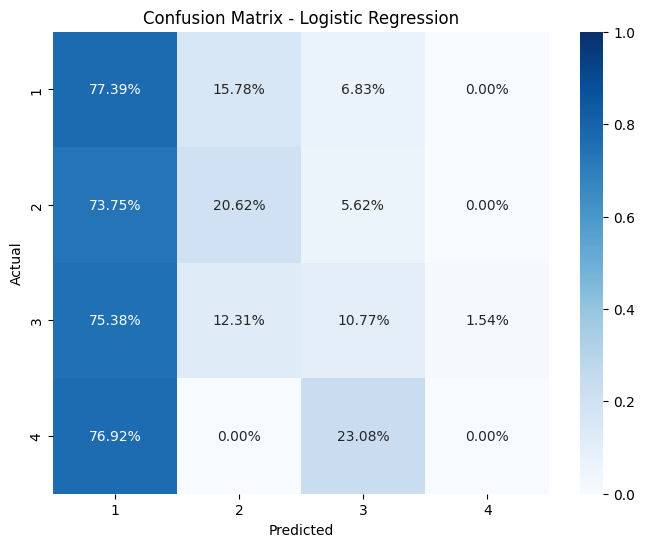 Confusion Matrix - Logistic Regression
1 77.39% 15.78% 6.83% 0.00%
2 73.75% 20.62% 5.62% 0.00%
3 75.38% 12.31% 10.77% 1.54%
4 76.92% 0.00% 23.08% 0.00%
1 2 3 4
Predicted
Actual
1.0
0.8
0.6
0.4
0.2
0.0